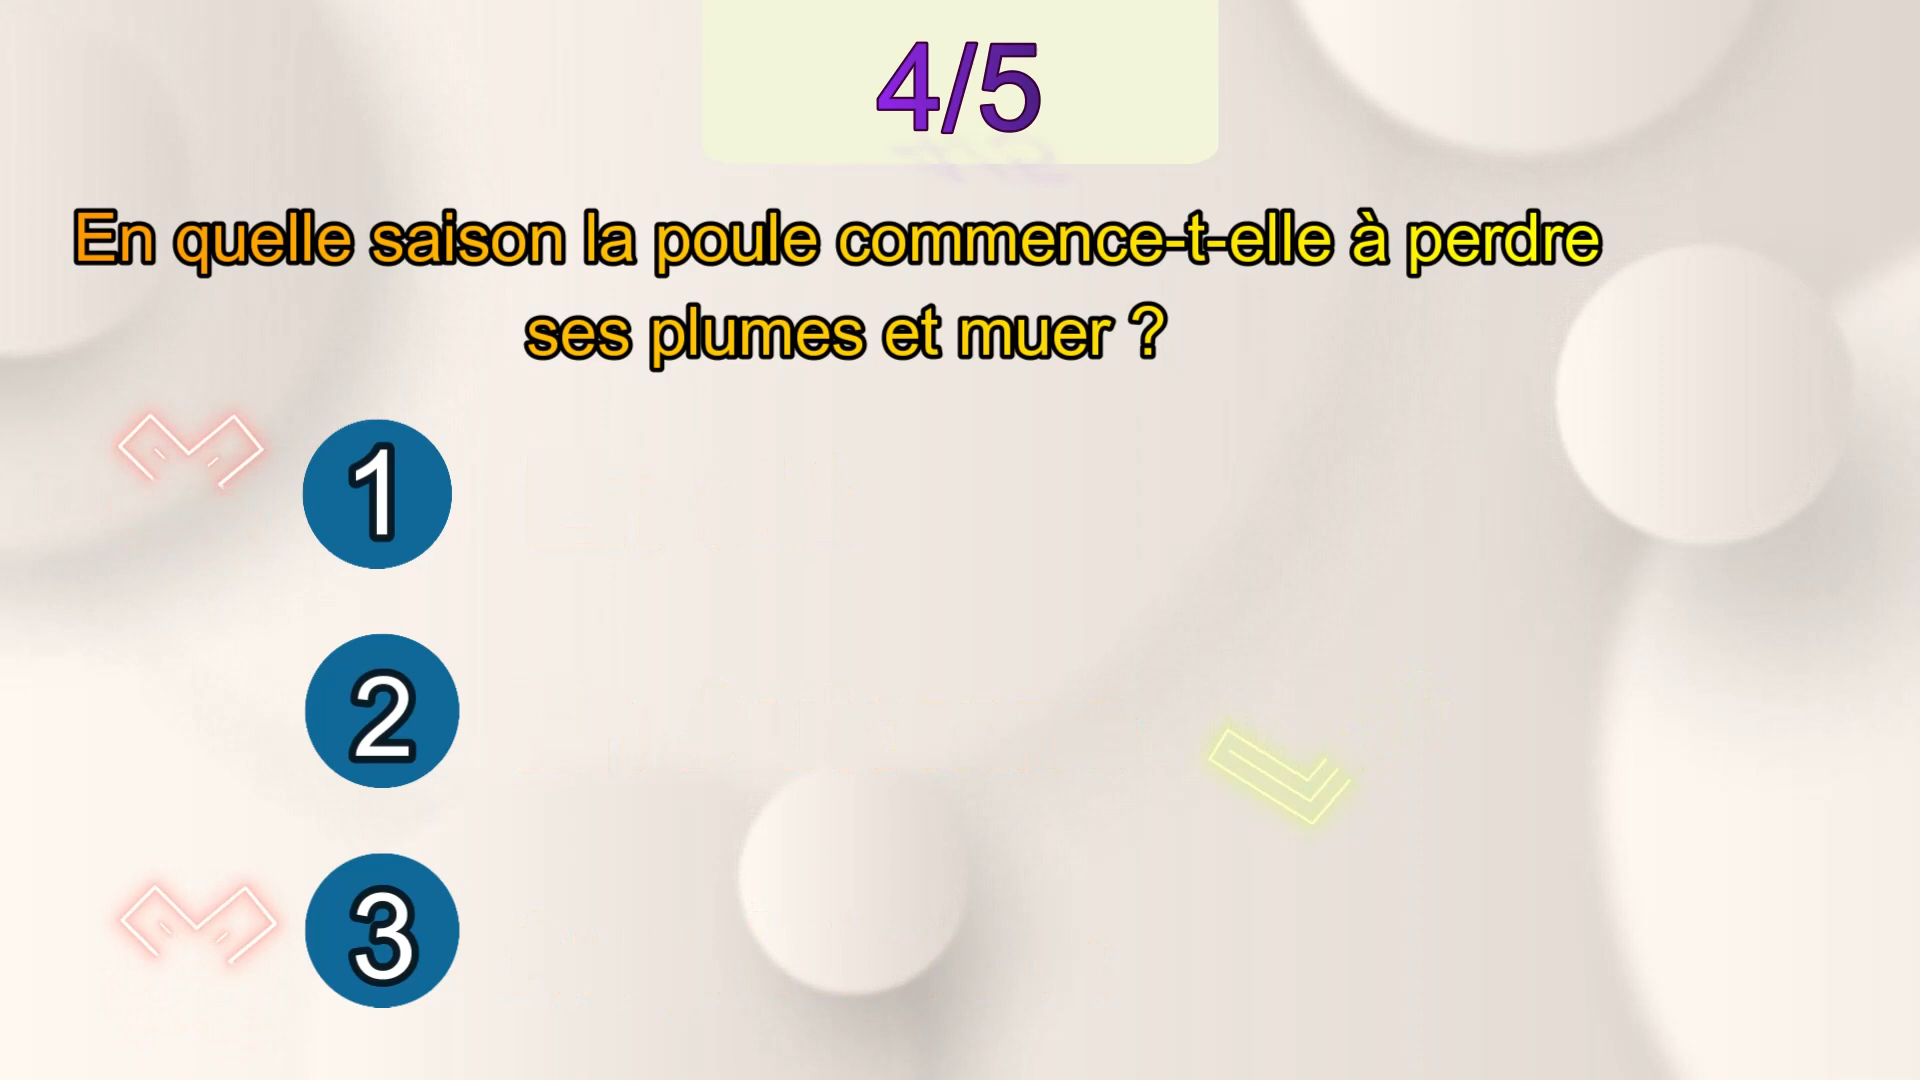 4/5
En quelle saison la poule commence-t-elle à perdre
ses plumes et muer ?
1
2
3